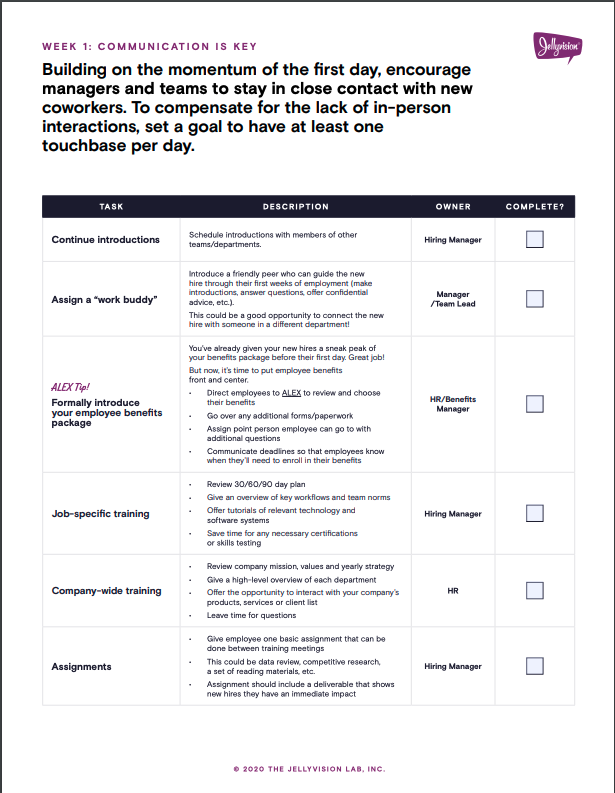 WEEK 1: COMMUNICATION IS KEY
Jellyvision
Building on the momentum of the first day, encourage
managers and teams to stay in close contact with new
coworkers. To compensate for the lack of in-person
interactions, set a goal to have at least one
touchbase per day.
TASK DESCRIPTION OWNER COMPLETE?
Continue introductions
Schedule introductions with members of other
teams/departments.
Hiring Manager
Assign a “work buddy”
Introduce a friendly peer who can guide the new
hire through their first weeks of employment (make
introductions, answer questions, offer confidential
advice, etc.).
This could be a good opportunity to connect the new
hire with someone in a different department!
Manager
/Team Lead
ALEX Tip!
Formally introduce
your employee benefits
package
You’ve already given your new hires a sneak peak of
your benefits package before their first day. Great job!
But now, it’s time to put employee benefits
front and center.
• Direct employees to ALEX to review and choose
their benefits
• Go over any additional forms/paperwork
• Assign point person employee can go to with
additional questions
• Communicate deadlines so that employees know
when they’ll need to enroll in their benefits
HR/Benefits
Manager
Job-specific training
• Review 30/60/90 day plan
• Give an overview of key workflows and team norms
• Offer tutorials of relevant technology and
software systems
• Save time for any necessary certifications
or skills testing
Hiring Manager
Company-wide training
• Review company mission, values and yearly strategy
• Give a high-level overview of each department
• Offer the opportunity to interact with your company’s
products, services or client list
• Leave time for questions
HR
Assignments
• Give employee one basic assignment that can be
done between training meetings
• This could be data review, competitive research,
a set of reading materials, etc.
• Assignment should include a deliverable that shows
new hires they have an immediate impact
Hiring Manager
© 2020 THE JELLYVISION LAB, INC.